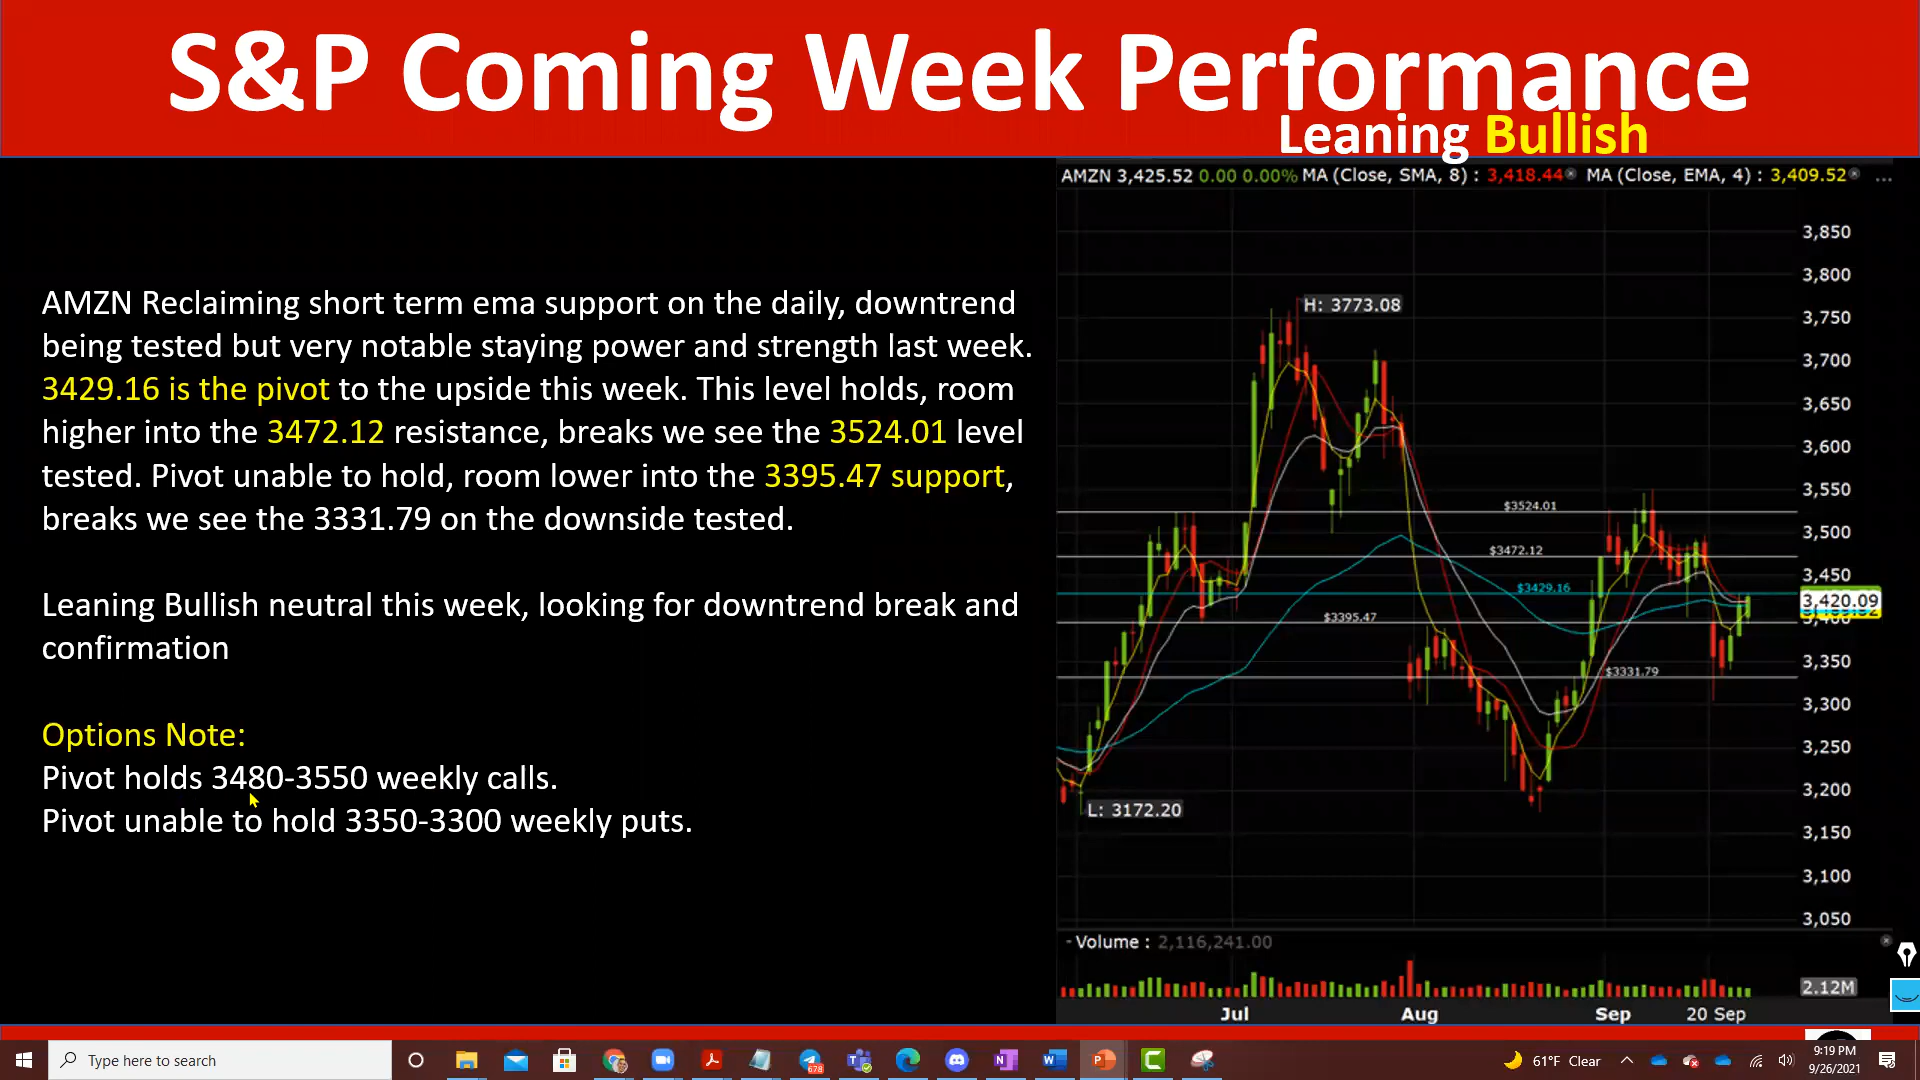 S&P Coming Week Performance
Leaning Bullish
AMZN 3,425.52 0.00 0.00% MA (Close, SMA, 8) : 3,418.44 MA (Close, EMA, 4) : 3,409.52 ...
AMZN Reclaiming short term ema support on the daily, downtrend
being tested but very notable staying power and strength last week.
3429.16 is the pivot to the upside this week. This level holds, room
higher into the 3472.12 resistance, breaks we see the 3524.01 level
tested. Pivot unable to hold, room lower into the 3395.47 support,
breaks we see the 3331.79 on the downside tested.
Leaning Bullish neutral this week, looking for downtrend break and
confirmation
Options Note:
Pivot holds 3480-3550 weekly calls.
Pivot unable to hold 3350-3300 weekly puts.
H: 3773.08
$3524.01
$3472.12
$3429.16
$3395.47
$3331.79
L: 3172.20
3,850
3,800
3,750
3,700
3,650
3,600
3,550
3,500
3,450
3,420.09
3,350
3,300
3,250
3,200
3,150
3,100
3,050
- Volume : 2,116,241.00
2.12M
Jul Aug Sep 20 Sep
Type here to search
678
61°F Clear
9:19 PM
9/26/2021